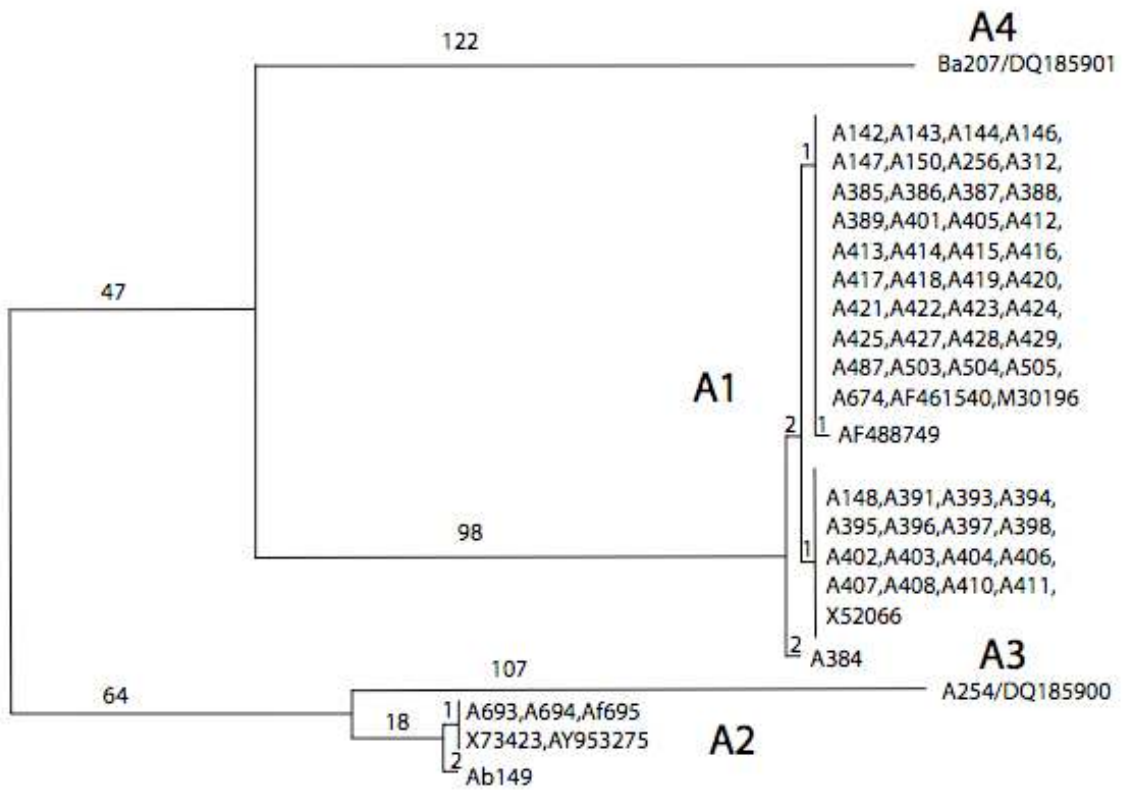 122
A4
Ba207/DQ185901
1
A142,A143,A144,A146,
A147,A150,A256,A312,
A385,A386,A387,A388,
A389,A401,A405,A412,
A413,A414,A415,A416,
A417,A418,A419,A420,
A421,A422,A423,A424,
A425,A427,A428,A429,
A487,A503,A504,A505,
A674,AF461540,M30196
47
A1
2
1
AF488749
98
1
A148,A391,A393,A394,
A395,A396,A397,A398,
A402,A403,A404,A406,
A407,A408,A410,A411,
X52066
2
A384
107
A3
A254/DQ185900
64
18
1
A693,A694,Af695
X73423,AY953275
A2
2
Ab149